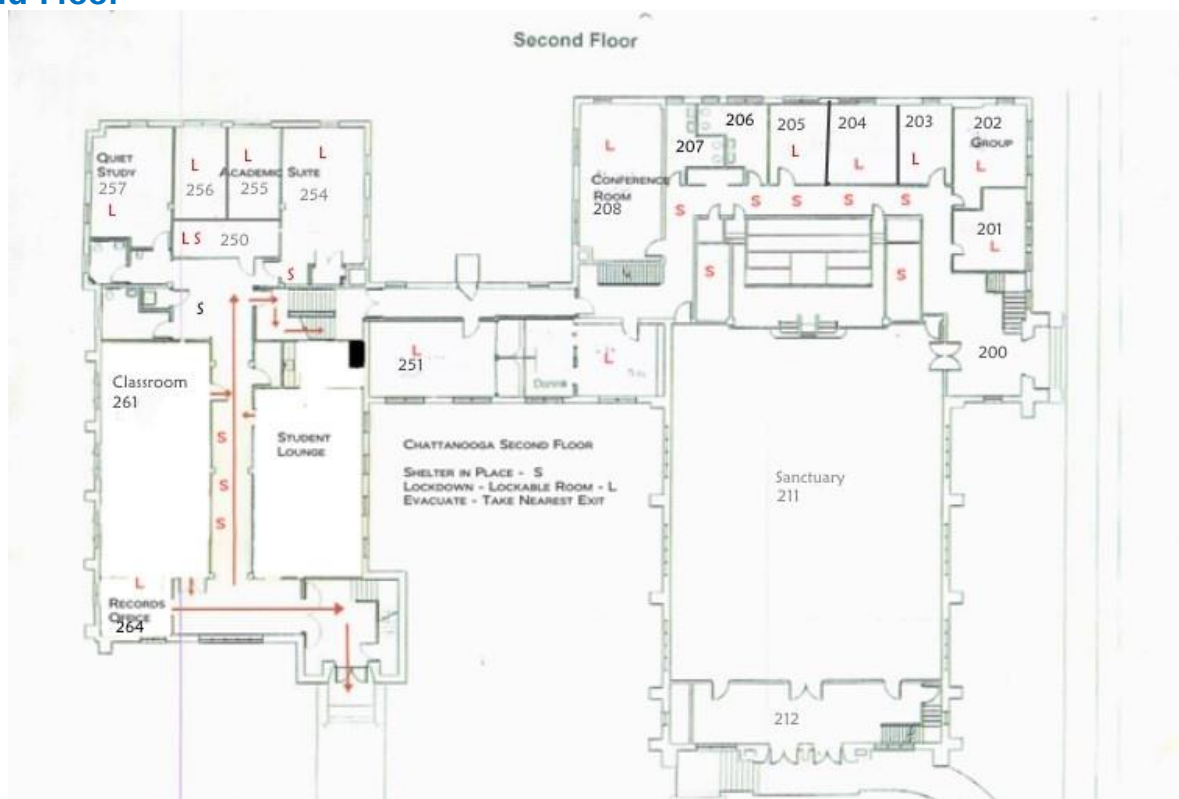 Second Floor
206
205
204
203
202
GROUP
207
L
L
L
L
L
QUIET
STUDY
257
L
L
256
L
ACADEMIC SUITE
255
L
254
CONFERENCE
ROOM
208
S
S
S
S
S
201
L
L S
250
S
S
S
S
200
L
251
L
Donna
Classroom
261
STUDENT
LOUNGE
S
S
S
CHATTANOOGA SECOND FLOOR
SHELTER IN PLACE - S
LOCKDOWN - LOCKABLE ROOM - L
EVACUATE - TAKE NEAREST EXIT
Sanctuary
211
L
RECORDS
OFFICE
264
212